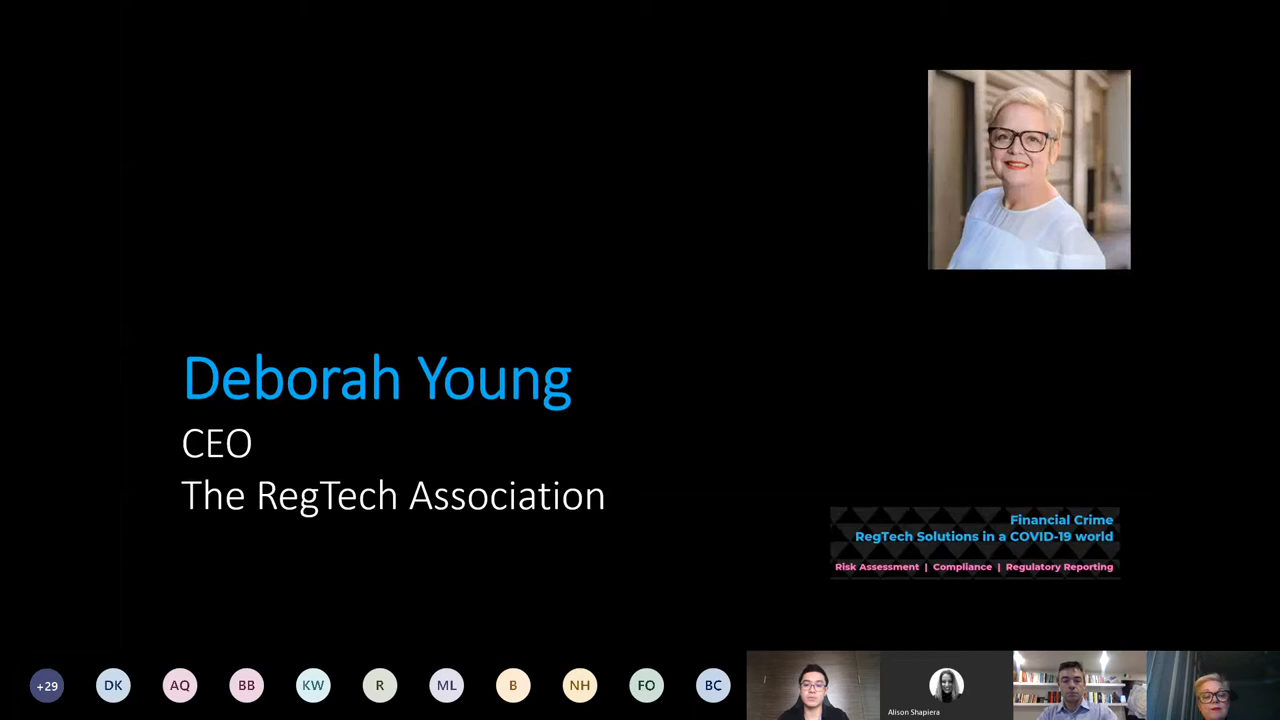 Deborah Young
CEO
The RegTech Association
Financial Crime
RegTech Solutions in a COVID-19 world
Risk Assessment | Compliance | Regulatory Reporting
+29
DK
AQ
BB
KW
R
ML
B
NH
FO
BC
Alison Shapiera